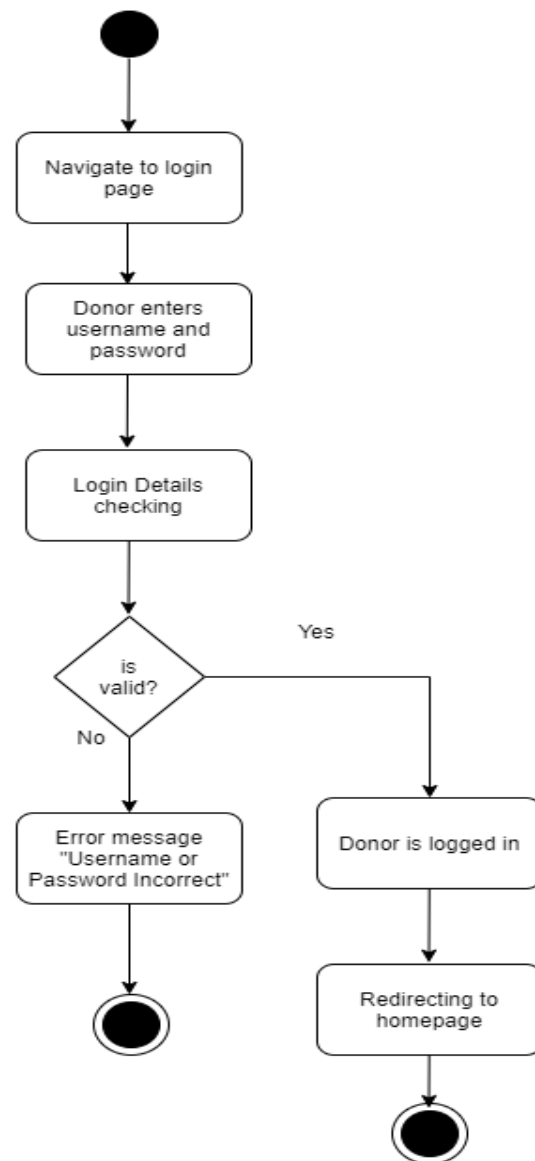 Navigate to login
page
Donor enters
username and
password
Login Details
checking
is
valid?
Yes
No
Error message
"Username or
Password Incorrect"
Donor is logged in
Redirecting to
homepage